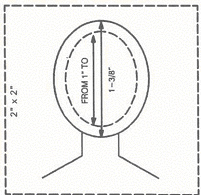 2" x 2"
FROM 1" TO
1-3/8"